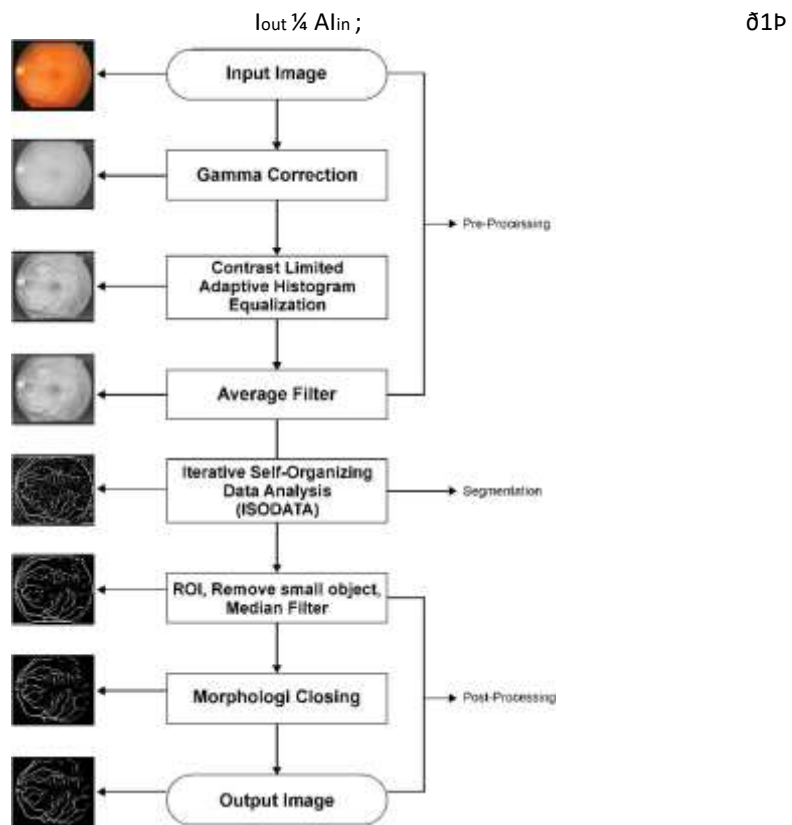 Iout ¼ AIin ; ð1Þ
Input Image
Gamma Correction
Pre-Processing
Contrast Limited
Adaptive Histogram
Equalization
Average Filter
Iterative Self-Organizing
Data Analysis
(ISODATA)
Segmentation
ROI, Remove small object,
Median Filter
Morphologi Closing
Post-Processing
Output Image